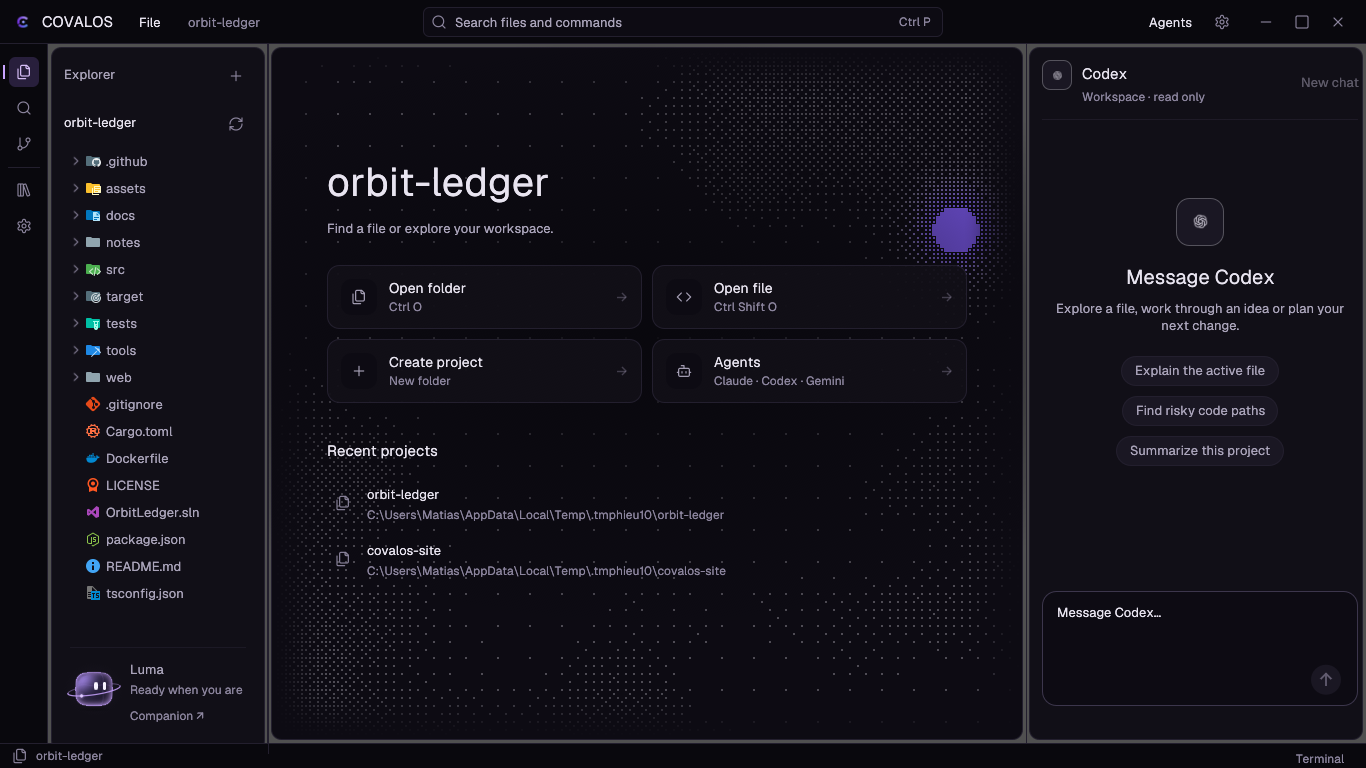 COVALOS File orbit-ledger Search files and commands Ctrl P Agents
Explorer
orbit-ledger
.github
assets
docs
notes
src
target
tests
tools
web
.gitignore
Cargo.toml
Dockerfile
LICENSE
OrbitLedger.sln
package.json
README.md
tsconfig.json
Luma
Ready when you are
Companion ↗
orbit-ledger
Find a file or explore your workspace.
Open folder
Ctrl O
Open file
Ctrl Shift O
Create project
New folder
Agents
Claude · Codex · Gemini
Recent projects
orbit-ledger
C:\Users\Matias\AppData\Local\Temp\.tmphieu10\orbit-ledger
covalos-site
C:\Users\Matias\AppData\Local\Temp\.tmphieu10\covalos-site
Codex
Workspace · read only
New chat
Message Codex
Explore a file, work through an idea or plan your
next change.
Explain the active file
Find risky code paths
Summarize this project
Message Codex…
orbit-ledger
Terminal